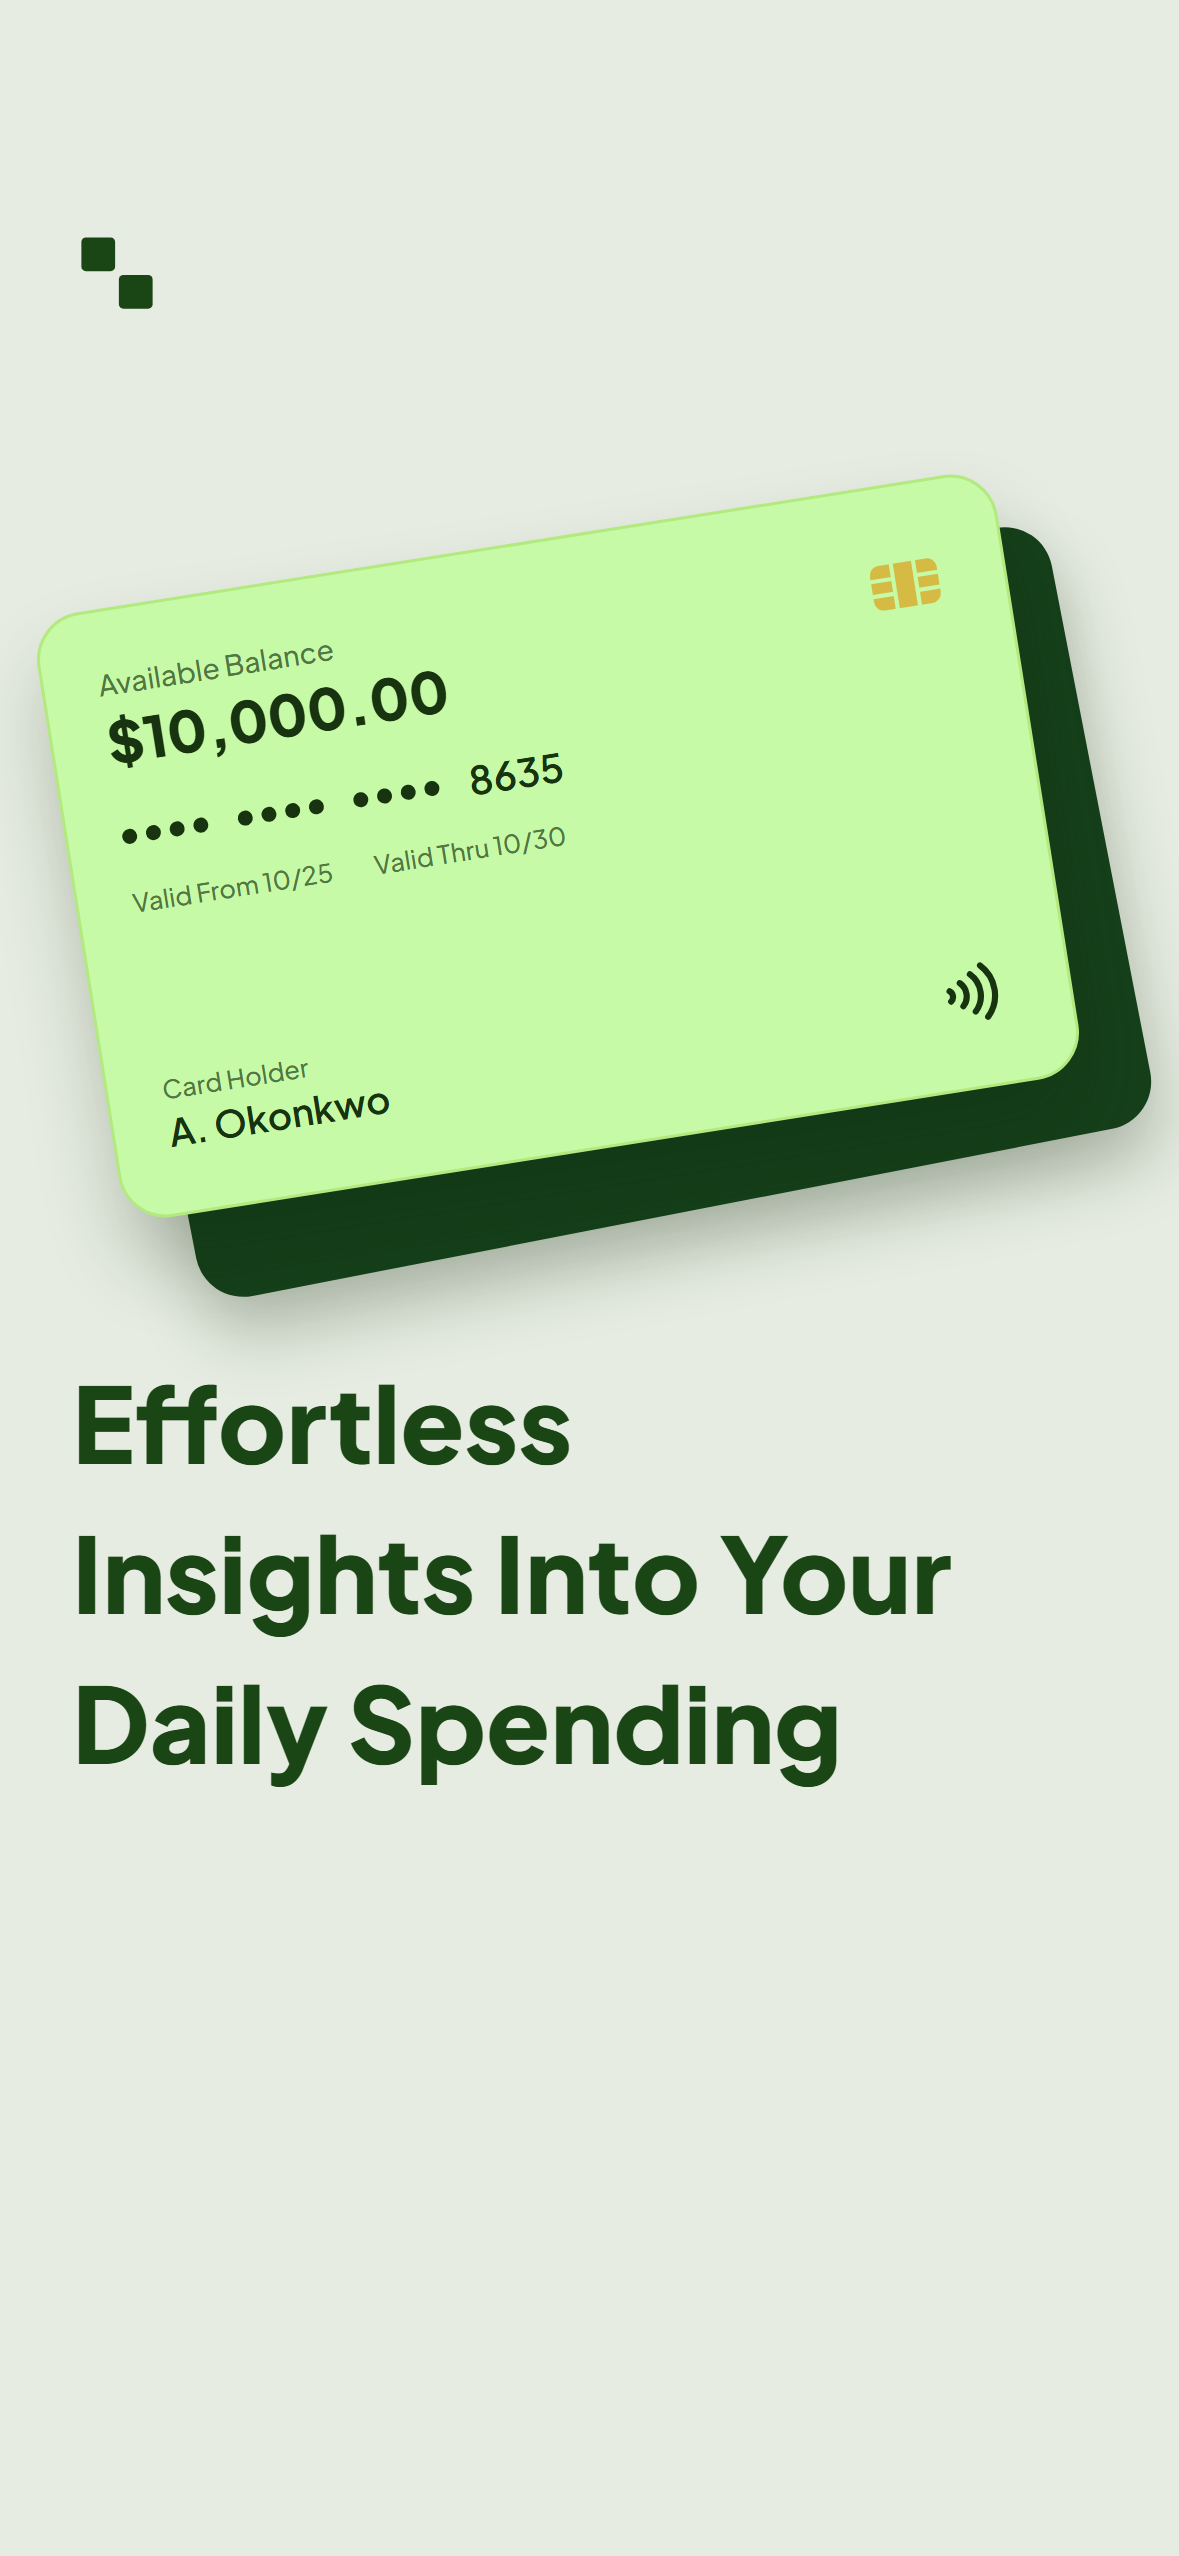 Available Balance
$10,000.00
•••• •••• •••• 8635
Valid From 10/25 Valid Thru 10/30
Card Holder
A. Okonkwo
Effortless
Insights Into Your
Daily Spending